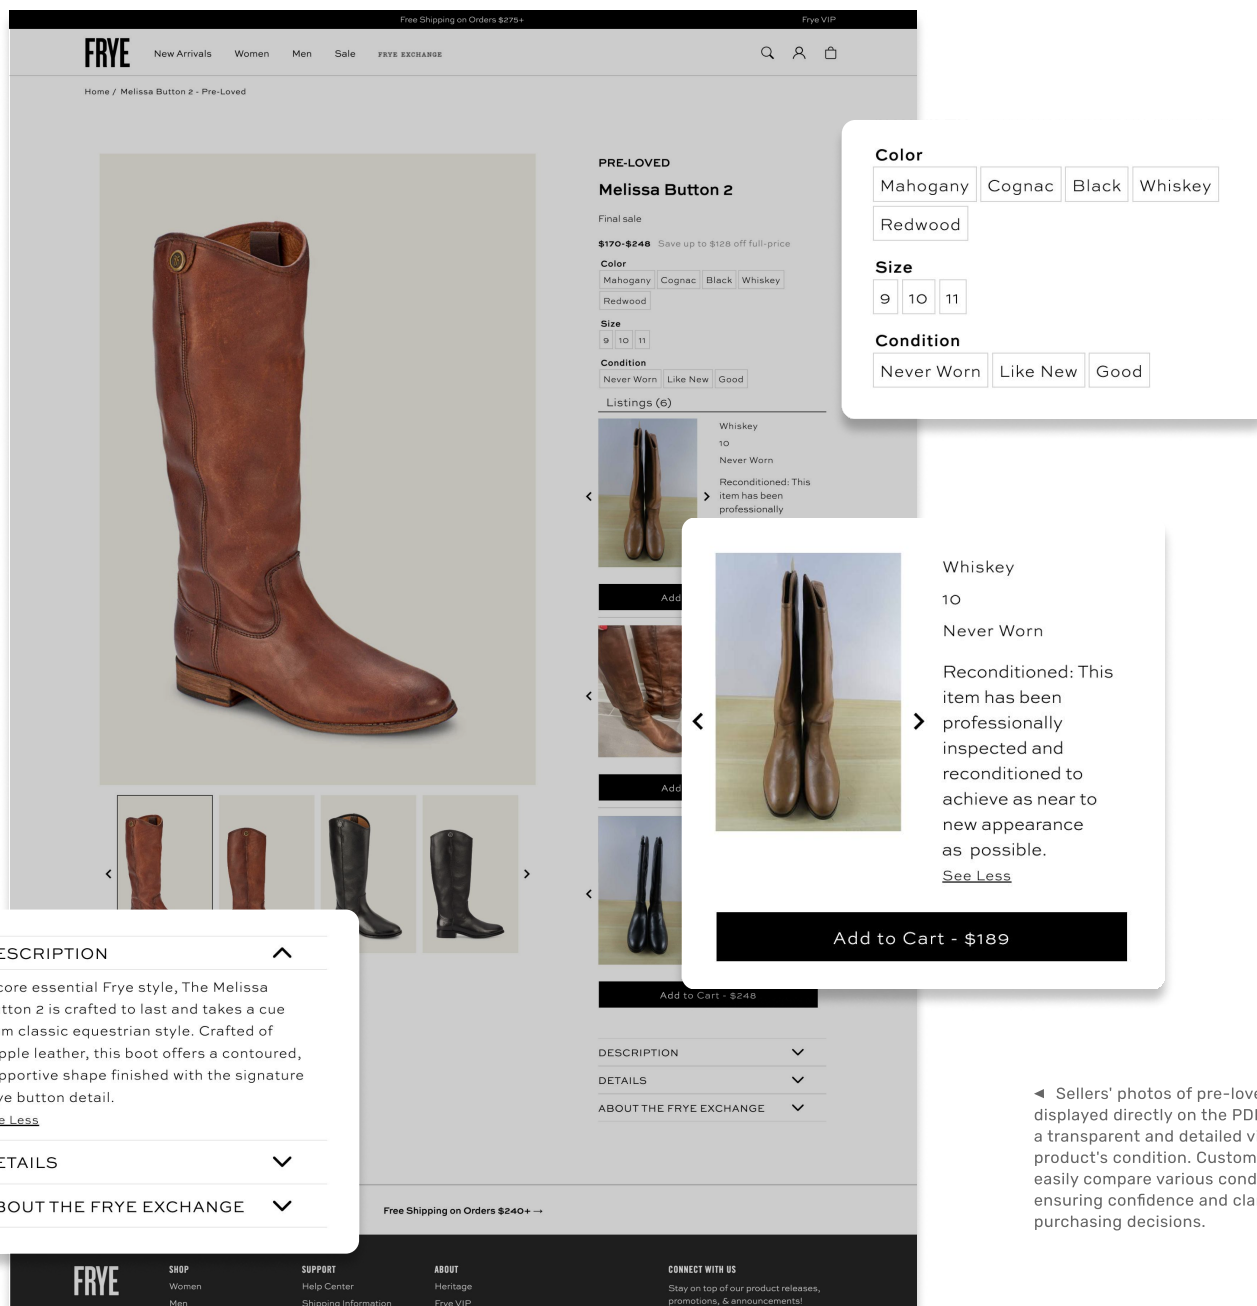 Free Shipping on Orders $275+
Frye VIP
FRYE
New Arrivals Women Men Sale FRYE EXCHANGE
Home / Melissa Button 2 - Pre-Loved
PRE-LOVED
Melissa Button 2
Final sale
$170-$248 Save up to $128 off full-price
Color
Mahogany Cognac Black Whiskey
Redwood
Size
9 10 11
Condition
Never Worn Like New Good
Listings (6)
Whiskey
10
Never Worn
Reconditioned: This
item has been
professionally
Add
Add
Add to Cart - $248
DESCRIPTION
DETAILS
ABOUT THE FRYE EXCHANGE
Color
Mahogany Cognac Black Whiskey
Redwood
Size
9 10 11
Condition
Never Worn Like New Good
Whiskey
10
Never Worn
Reconditioned: This
item has been
professionally
inspected and
reconditioned to
achieve as near to
new appearance
as possible.
See Less
Add to Cart - $189
ESCRIPTION
core essential Frye style, The Melissa
tton 2 is crafted to last and takes a cue
m classic equestrian style. Crafted of
pple leather, this boot offers a contoured,
pportive shape finished with the signature
ye button detail.
e Less
ETAILS
BOUT THE FRYE EXCHANGE
◄ Sellers' photos of pre-love
displayed directly on the PD
a transparent and detailed v
product's condition. Custom
easily compare various cond
ensuring confidence and cla
purchasing decisions.
Free Shipping on Orders $240+ →
FRYE
SHOP
Women
Men
SUPPORT
Help Center
Shipping Information
ABOUT
Heritage
Frye VIP
CONNECT WITH US
Stay on top of our product releases,
promotions, & announcements!